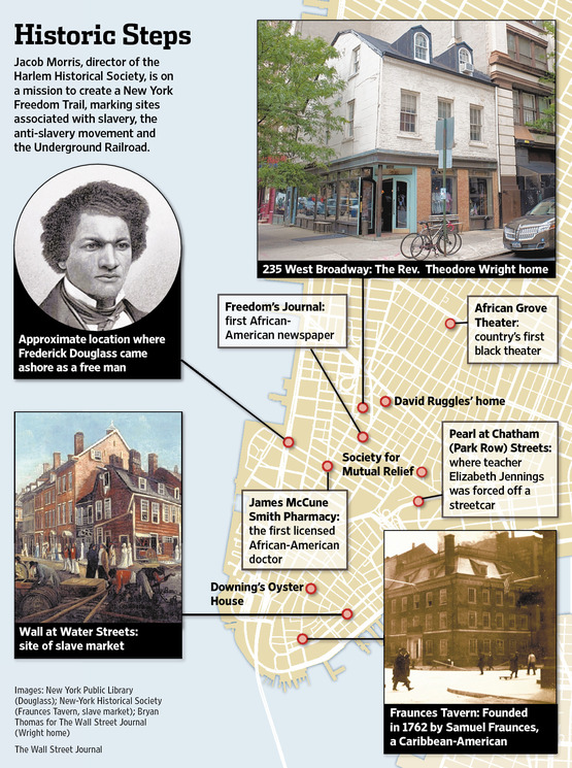 Historic Steps
Jacob Morris, director of the
Harlem Historical Society, is on
a mission to create a New York
Freedom Trail, marking sites
associated with slavery, the
anti-slavery movement and
the Underground Railroad.
235 West Broadway: The Rev. Theodore Wright home
Approximate location where
Frederick Douglass came
ashore as a free man
Freedom's Journal:
first African-
American newspaper
African Grove
Theater:
country's first
black theater
David Ruggles' home
Society for
Mutual Relief
Pearl at Chatham
(Park Row) Streets:
where teacher
Elizabeth Jennings
was forced off a
streetcar
James McCune
Smith Pharmacy:
the first licensed
African-American
doctor
Downing's Oyster
House
Wall at Water Streets:
site of slave market
Fraunces Tavern: Founded
in 1762 by Samuel Fraunces,
a Caribbean-American
Images: New York Public Library
(Douglass); New-York Historical Society
(Fraunces Tavern, slave market); Bryan
Thomas for The Wall Street Journal
(Wright home)
The Wall Street Journal